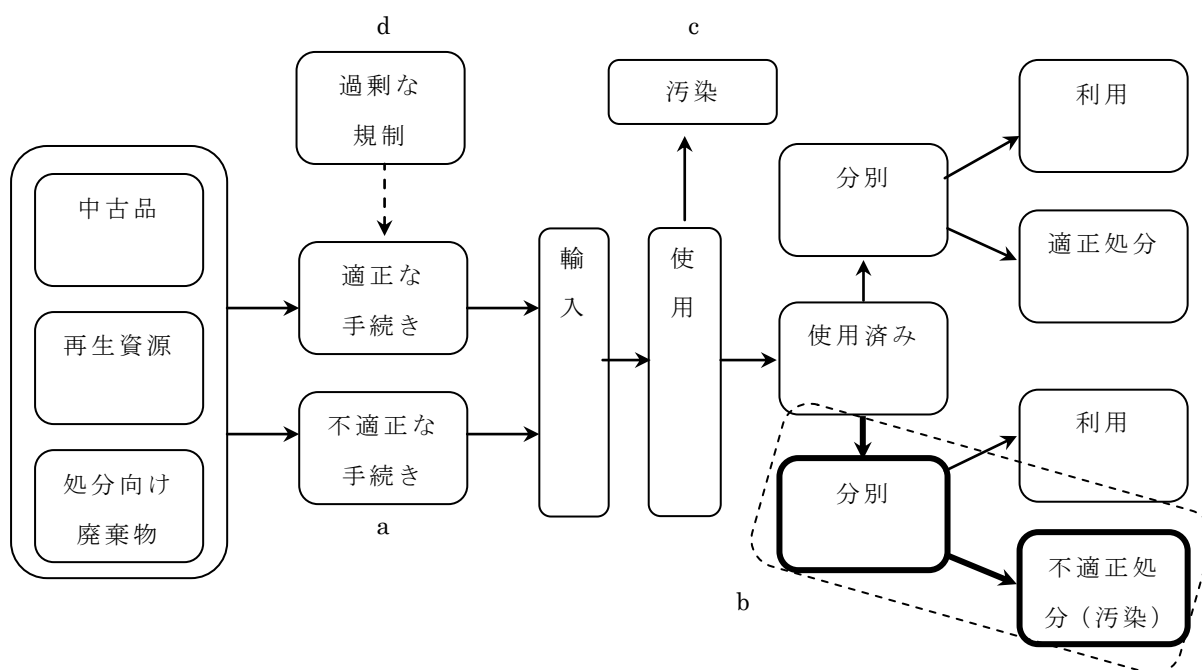 d
過剰な
規制
c
汚染
利用
中古品
分別
適正な
手続き
輸
入
使
用
適正処分
再生資源
使用済み
不適正な
手続き
a
利用
処分向け
廃棄物
分別
不適正処
分（汚染）
b